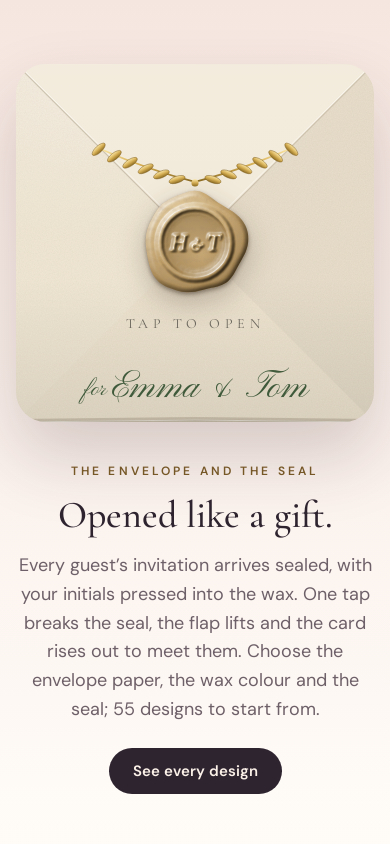 H&T
TAP TO OPEN
for Emma & Tom
THE ENVELOPE AND THE SEAL
Opened like a gift.
Every guest’s invitation arrives sealed, with
your initials pressed into the wax. One tap
breaks the seal, the flap lifts and the card
rises out to meet them. Choose the
envelope paper, the wax colour and the
seal; 55 designs to start from.
See every design